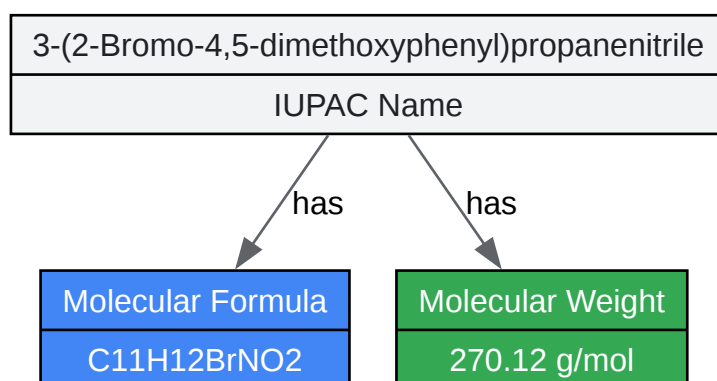 3-(2-Bromo-4,5-dimethoxyphenyl)propanenitrile
IUPAC Name
has
has
Molecular Formula
Molecular Weight
C11H12BrNO2
270.12 g/mol